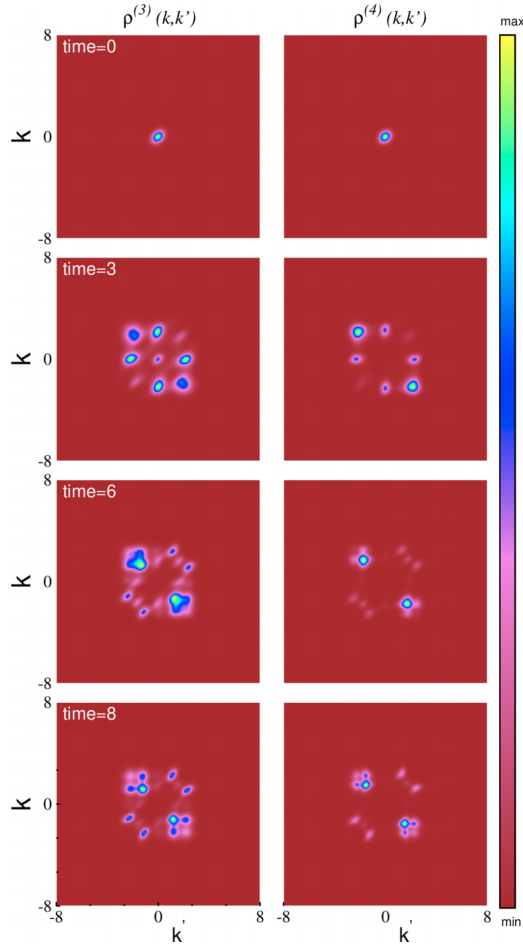 ρ(3) (k,k') ρ(4) (k,k') max
8
time=0
k 0
-8
8
time=3
k 0
-8
8
time=6
k 0
-8
8
time=8
k 0
-8
-8 0 8 -8 0 8
k' k'
min